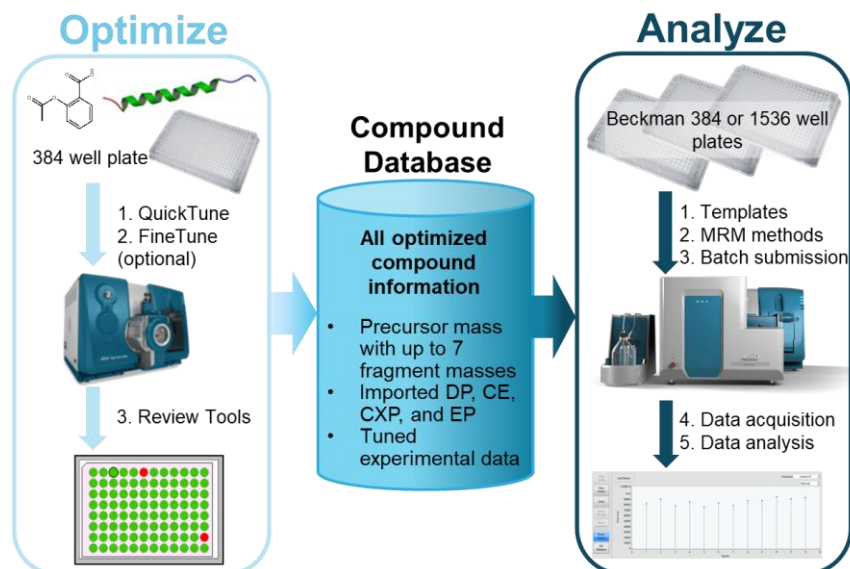 Optimize
384 well plate
1. QuickTune
2. FineTune
(optional)
3. Review Tools
Compound
Database
All optimized
compound
information
• Precursor mass
with up to 7
fragment masses
• Imported DP, CE,
CXP, and EP
• Tuned
experimental data
Analyze
Beckman 384 or 1536 well
plates
1. Templates
2. MRM methods
3. Batch submission
4. Data acquisition
5. Data analysis